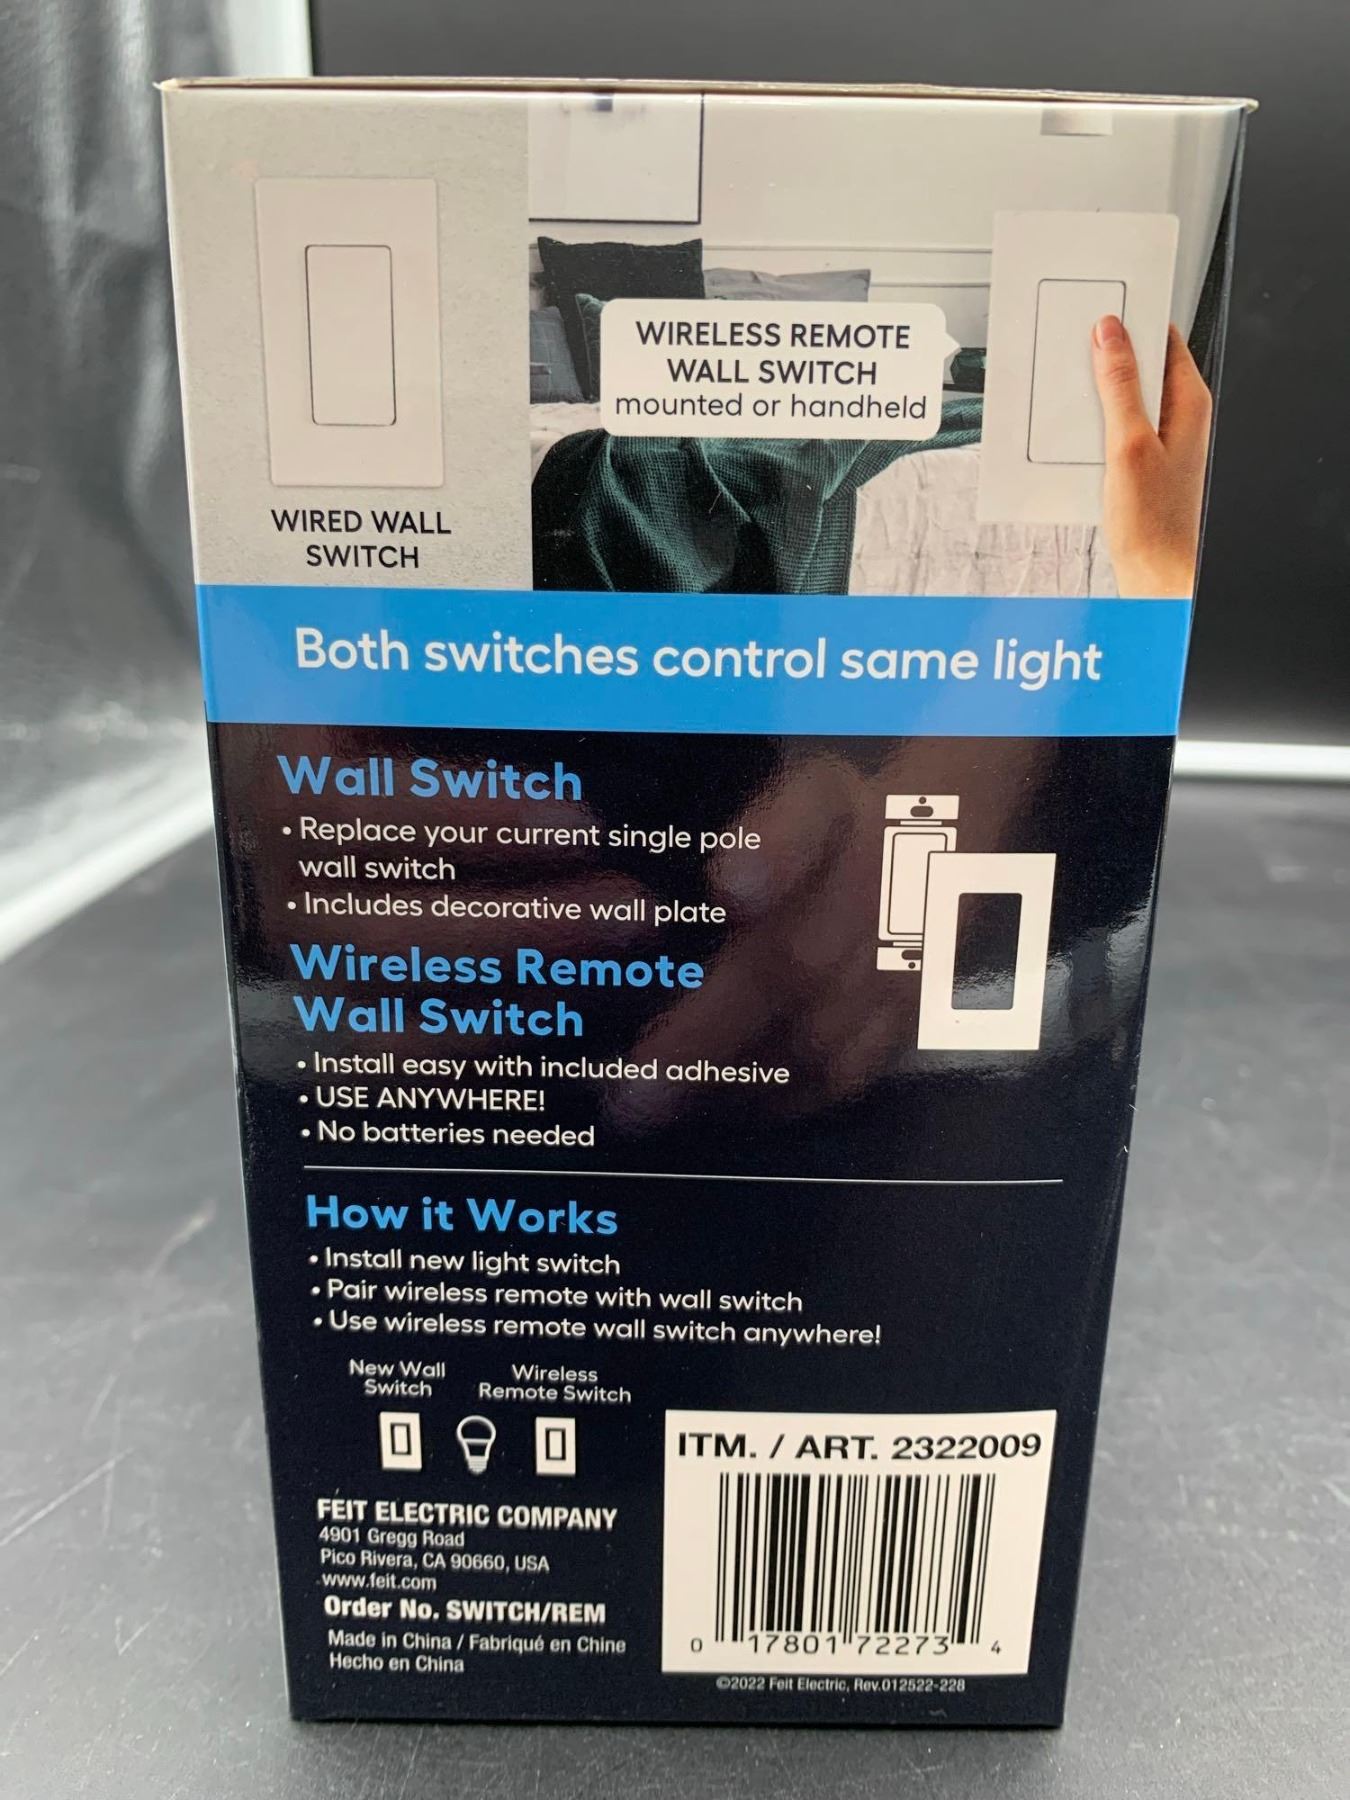 WIRELESS REMOTE
WALL SWITCH
mounted or handheld
WIRED WALL
SWITCH
Both switches control same light
Wall Switch
• Replace your current single pole
wall switch
• Includes decorative wall plate
Wireless Remote
Wall Switch
• Install easy with included adhesive
• USE ANYWHERE!
• No batteries needed
How it Works
• Install new light switch
• Pair wireless remote with wall switch
• Use wireless remote wall switch anywhere!
New Wall
Switch
Wireless
Remote Switch
FEIT ELECTRIC COMPANY
4901 Gregg Road
Pico Rivera, CA 90660, USA
www.feit.com
Order No. SWITCH/REM
Made in China / Fabriqué en Chine
Hecho en China
ITM. / ART. 2322009
0 17801 72273 4
©2022 Feit Electric, Rev.012522-228